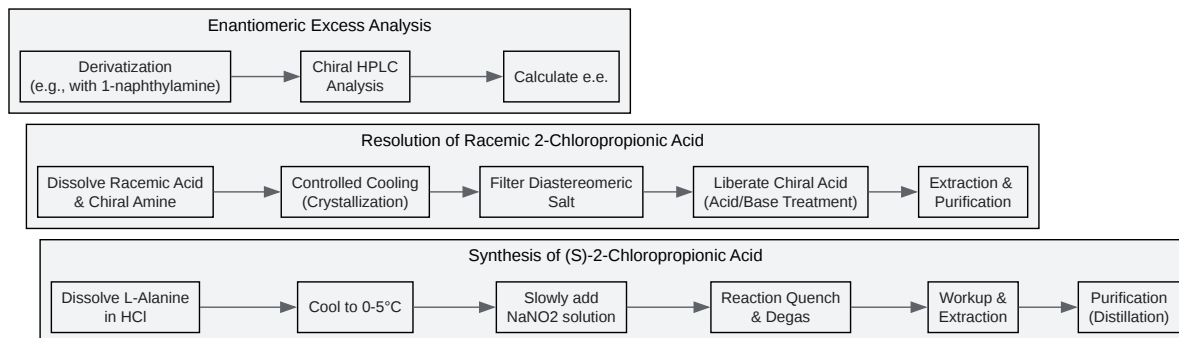 Enantiomeric Excess Analysis
Derivatization
(e.g., with 1-naphthylamine)
Chiral HPLC
Analysis
Calculate e.e.
Resolution of Racemic 2-Chloropropionic Acid
Dissolve Racemic Acid
& Chiral Amine
Controlled Cooling
(Crystallization)
Filter Diastereomeric
Salt
Liberate Chiral Acid
(Acid/Base Treatment)
Extraction &
Purification
Synthesis of (S)-2-Chloropropionic Acid
Dissolve L-Alanine
in HCl
Cool to 0-5°C
Slowly add
NaNO2 solution
Reaction Quench
& Degas
Workup &
Extraction
Purification
(Distillation)